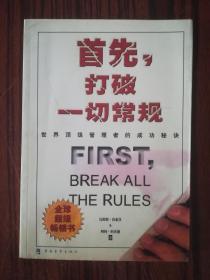 首先，
打破
一切常规
世界顶级管理者的成功秘诀
FIRST,
BREAK ALL
THE RULES
全球
超级
畅销书